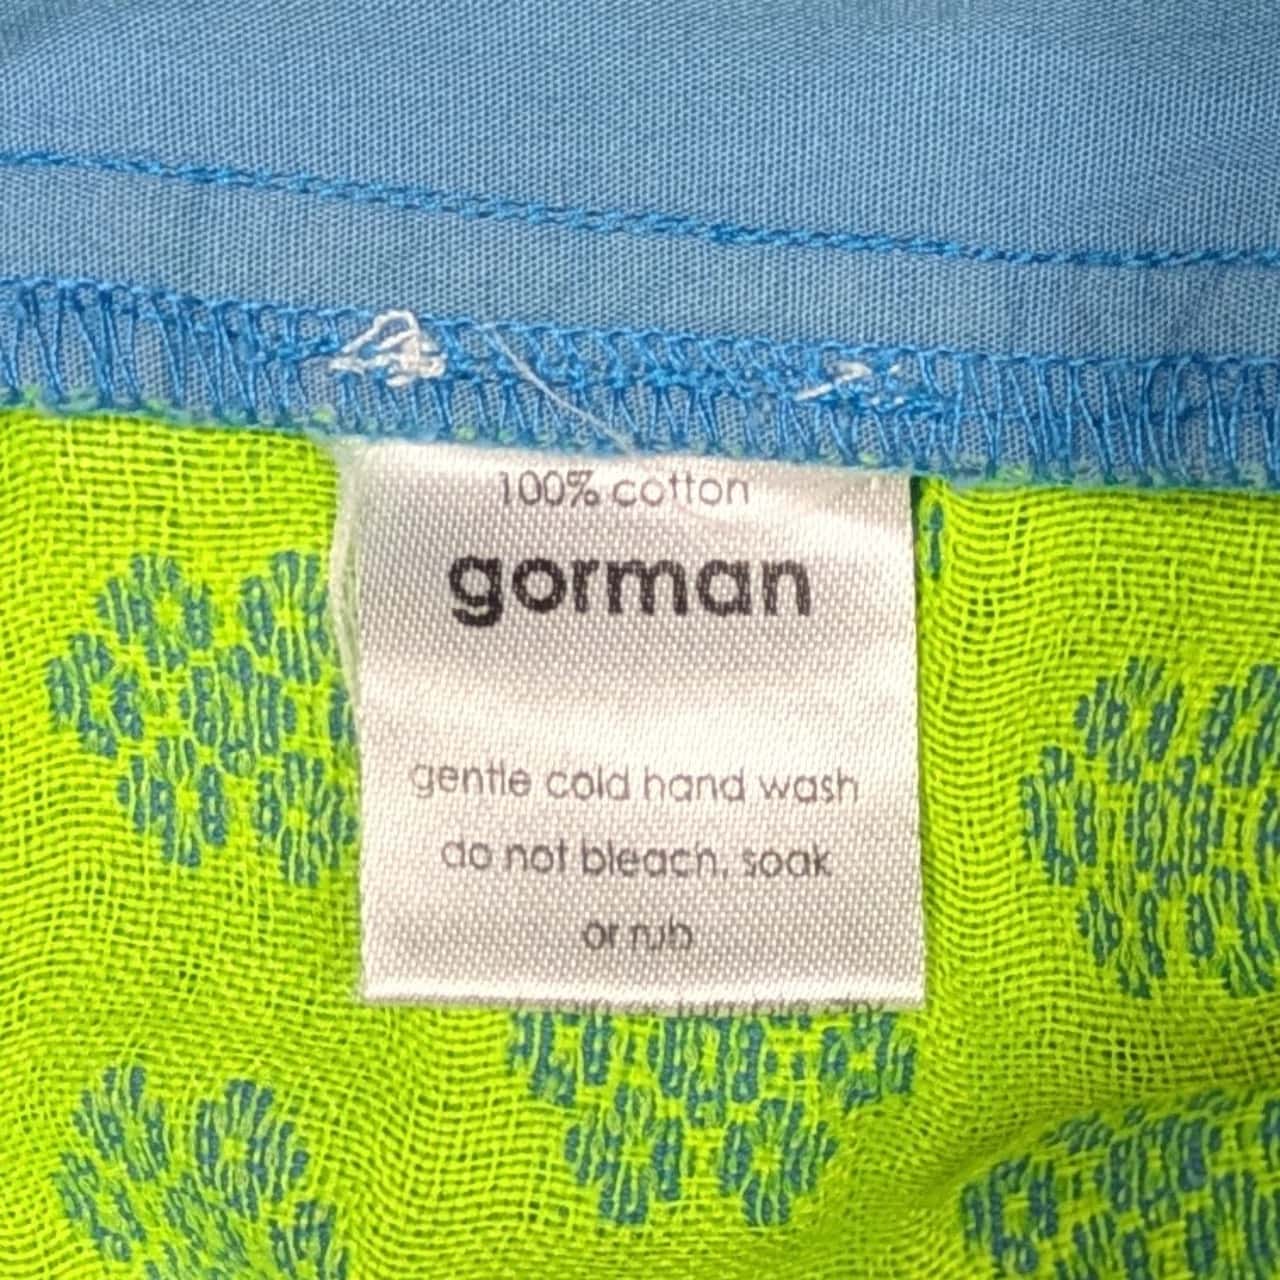 100% cotton
gorman
gentle cold hand wash
do not bleach, soak
or rub